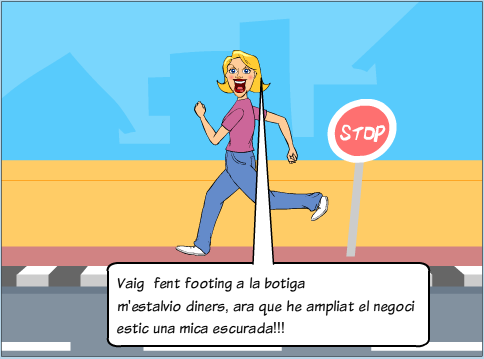 STOP
Vaig fent footing a la botiga
m'estalvio diners, ara que he ampliat el negoci
estic una mica escurada!!!